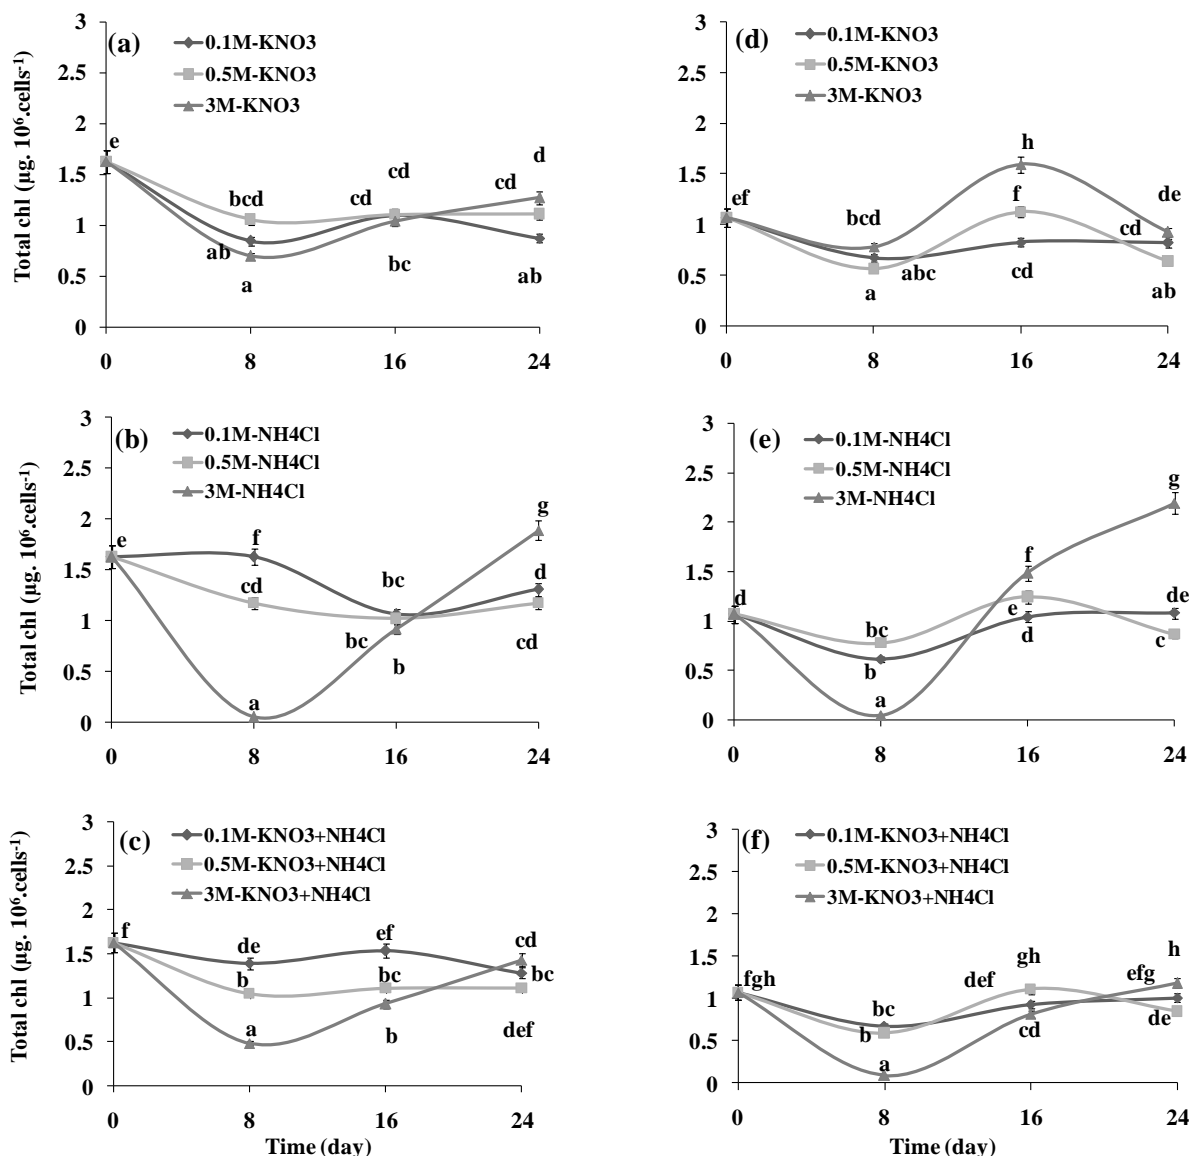 (a)
0.1M-KNO3
0.5M-KNO3
3M-KNO3
Total chl (µg. 10⁶.cells⁻¹)
3
2.5
2
1.5
1
0.5
0
e
bcd
ab
a
cd
cd
bc
d
cd
ab
0 8 16 24
(d)
0.1M-KNO3
0.5M-KNO3
3M-KNO3
3
2.5
2
1.5
1
0.5
0
ef
bcd
a
abc
h
f
cd
de
cd
ab
0 8 16 24
(b)
0.1M-NH4Cl
0.5M-NH4Cl
3M-NH4Cl
Total chl (µg. 10⁶.cells⁻¹)
3
2.5
2
1.5
1
0.5
0
e
f
cd
a
bc
bc
b
g
d
cd
0 8 16 24
(e)
0.1M-NH4Cl
0.5M-NH4Cl
3M-NH4Cl
3
2.5
2
1.5
1
0.5
0
d
bc
b
a
f
e
d
g
de
c
0 8 16 24
(c)
0.1M-KNO3+NH4Cl
0.5M-KNO3+NH4Cl
3M-KNO3+NH4Cl
Total chl (µg. 10⁶.cells⁻¹)
3
2.5
2
1.5
1
0.5
0
f
de
b
a
ef
bc
b
cd
bc
def
0 8 16 24
Time (day)
(f)
0.1M-KNO3+NH4Cl
0.5M-KNO3+NH4Cl
3M-KNO3+NH4Cl
3
2.5
2
1.5
1
0.5
0
fgh
bc
b
a
gh
def
cd
h
efg
de
0 8 16 24
Time (day)